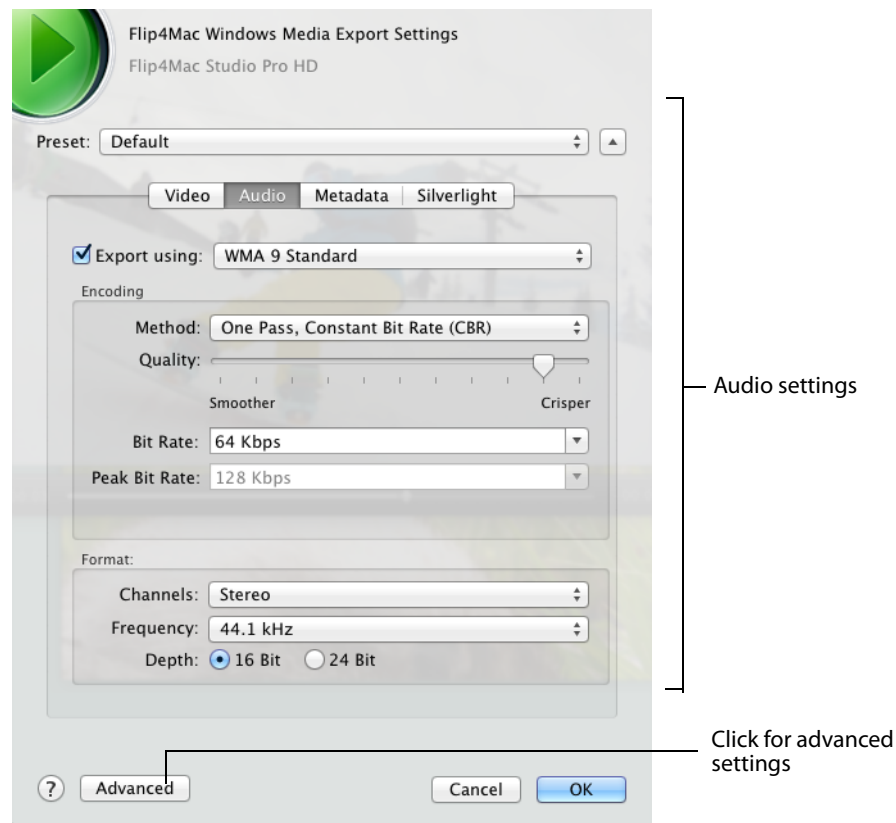 Flip4Mac Windows Media Export Settings
Flip4Mac Studio Pro HD
Preset: Default
Video Audio Metadata Silverlight
Export using: WMA 9 Standard
Encoding
Method: One Pass, Constant Bit Rate (CBR)
Quality:
Smoother Crisper
Bit Rate: 64 Kbps
Peak Bit Rate: 128 Kbps
Format:
Channels: Stereo
Frequency: 44.1 kHz
Depth: 16 Bit 24 Bit
? Advanced Cancel OK
Audio settings
Click for advanced
settings